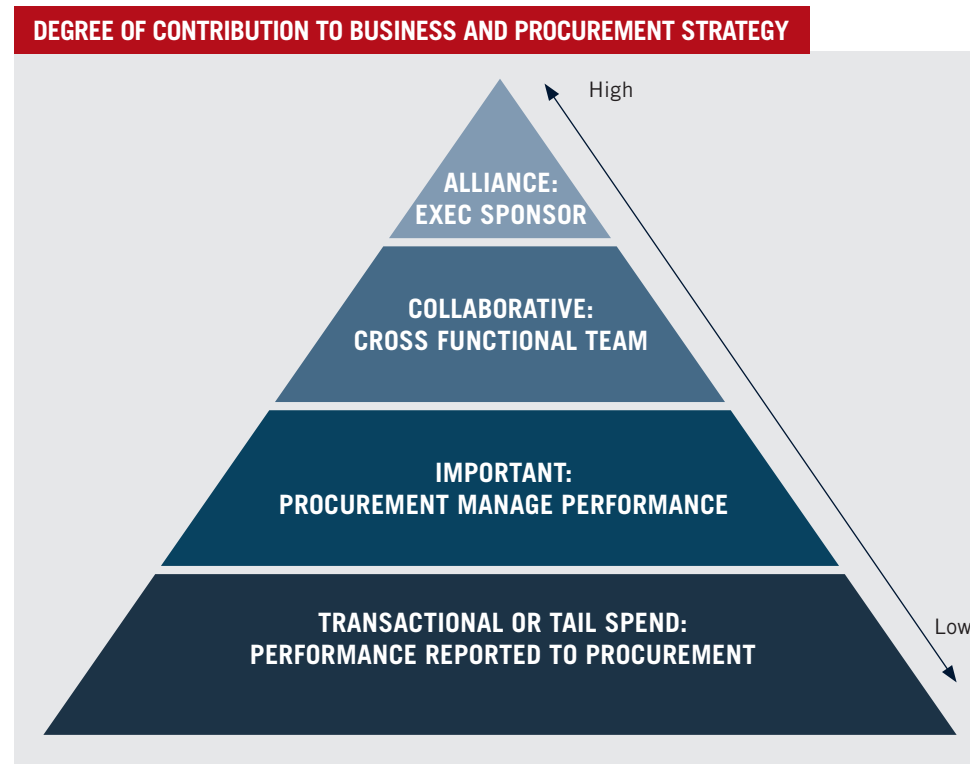 DEGREE OF CONTRIBUTION TO BUSINESS AND PROCUREMENT STRATEGY
High
ALLIANCE:
EXEC SPONSOR
COLLABORATIVE:
CROSS FUNCTIONAL TEAM
IMPORTANT:
PROCUREMENT MANAGE PERFORMANCE
TRANSACTIONAL OR TAIL SPEND:
Low
PERFORMANCE REPORTED TO PROCUREMENT